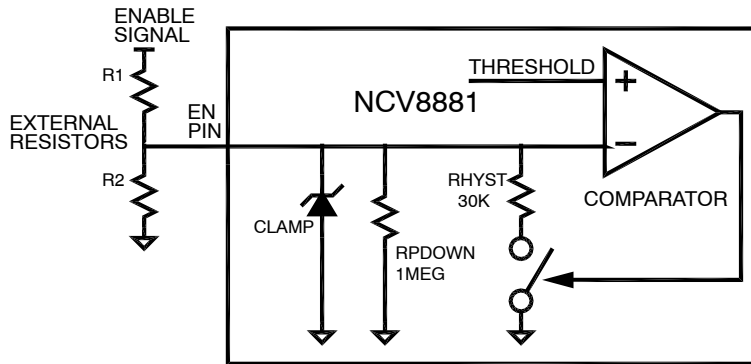 ENABLE
SIGNAL
R1
THRESHOLD
+
NCV8881
EN
PIN
EXTERNAL
RESISTORS
−
R2
RHYST
30K
COMPARATOR
CLAMP
RPDOWN
1MEG